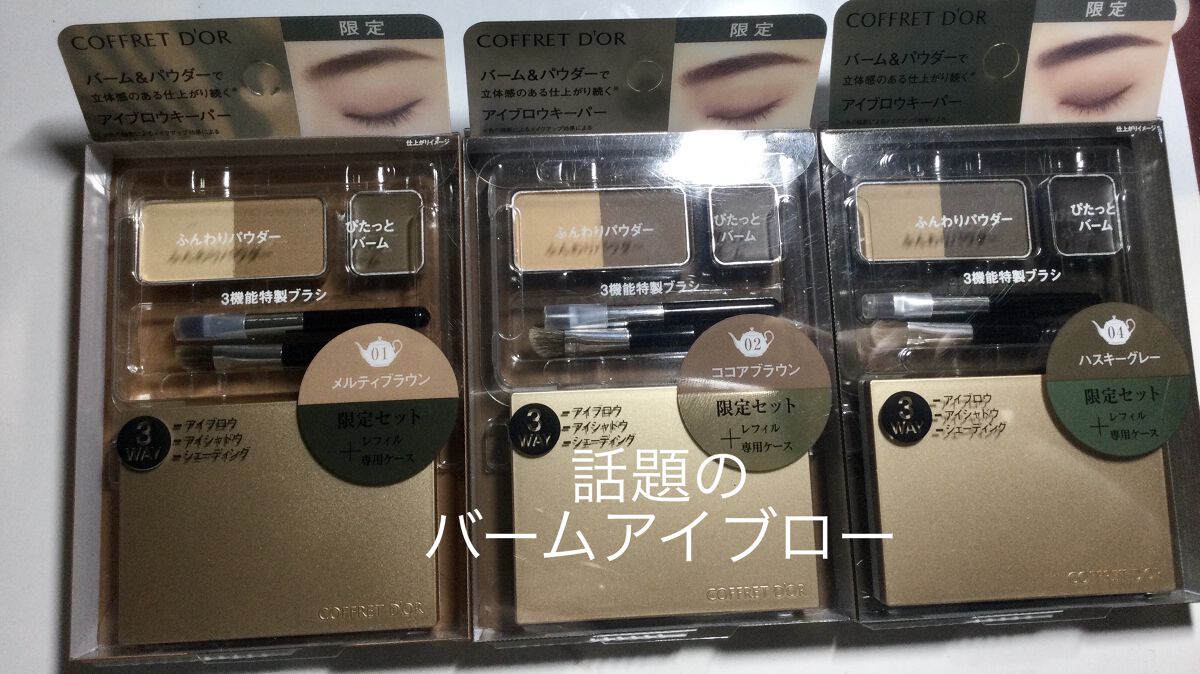 COFFRET D'OR
限定
バーム&パウダーで
立体感のある仕上がり続く※
アイブロウキーパー
仕上がりイメージ
ふんわりパウダー
ぴたっと
バーム
3機能特製ブラシ
01
メルティブラウン
限定セット
レフィル
+
専用ケース
3
WAY
アイブロウ
アイシャドウ
シェーディング
COFFRET D'OR
COFFRET D'OR
限定
バーム&パウダーで
立体感のある仕上がり続く※
アイブロウキーパー
仕上がりイメージ
ふんわりパウダー
ぴたっと
バーム
3機能特製ブラシ
02
ココアブラウン
限定セット
レフィル
+
専用ケース
3
WAY
アイブロウ
アイシャドウ
シェーディング
COFFRET D'OR
COFFRET D'OR
限定
バーム&パウダーで
立体感のある仕上がり続く※
アイブロウキーパー
仕上がりイメージ
ふんわりパウダー
ぴたっと
バーム
3機能特製ブラシ
04
ハスキーグレー
限定セット
レフィル
+
専用ケース
3
WAY
アイブロウ
アイシャドウ
シェーディング
COFFRET D'OR
話題の
バームアイブロー